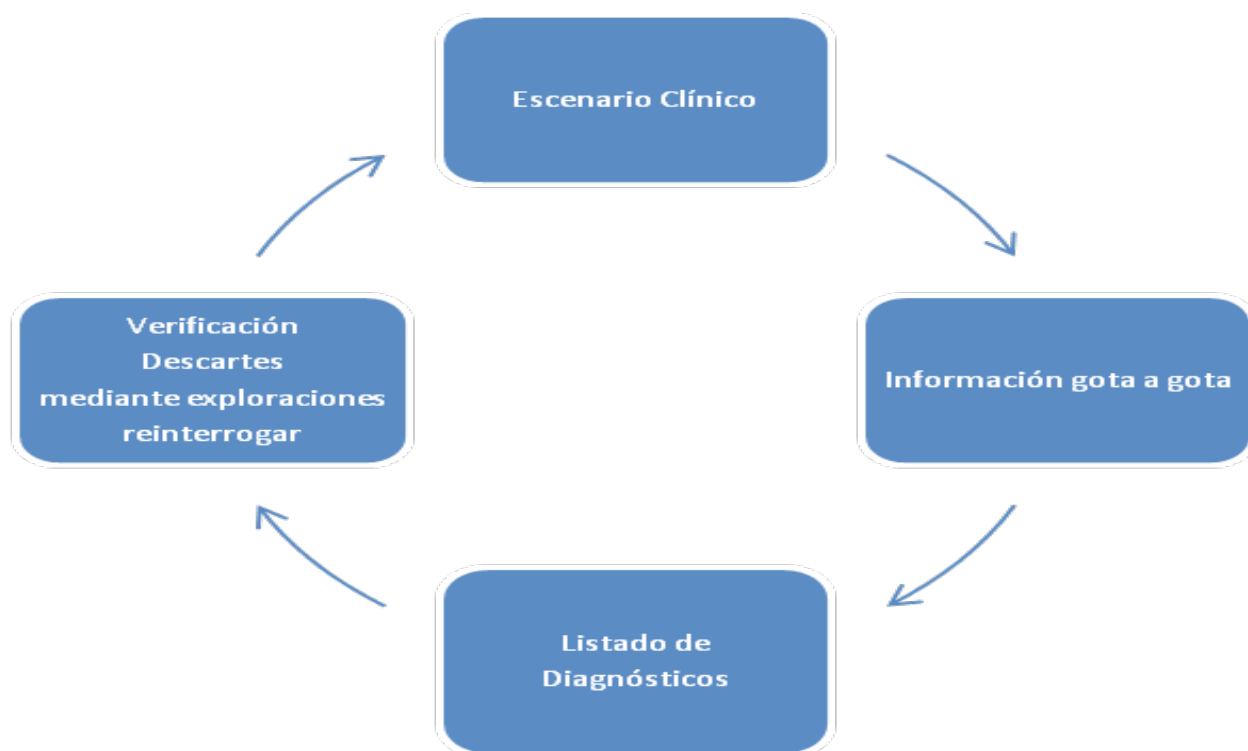 Escenario Clínico
Información gota a gota
Listado de
Diagnósticos
Verificación
Descartes
mediante exploraciones
reinterrogar